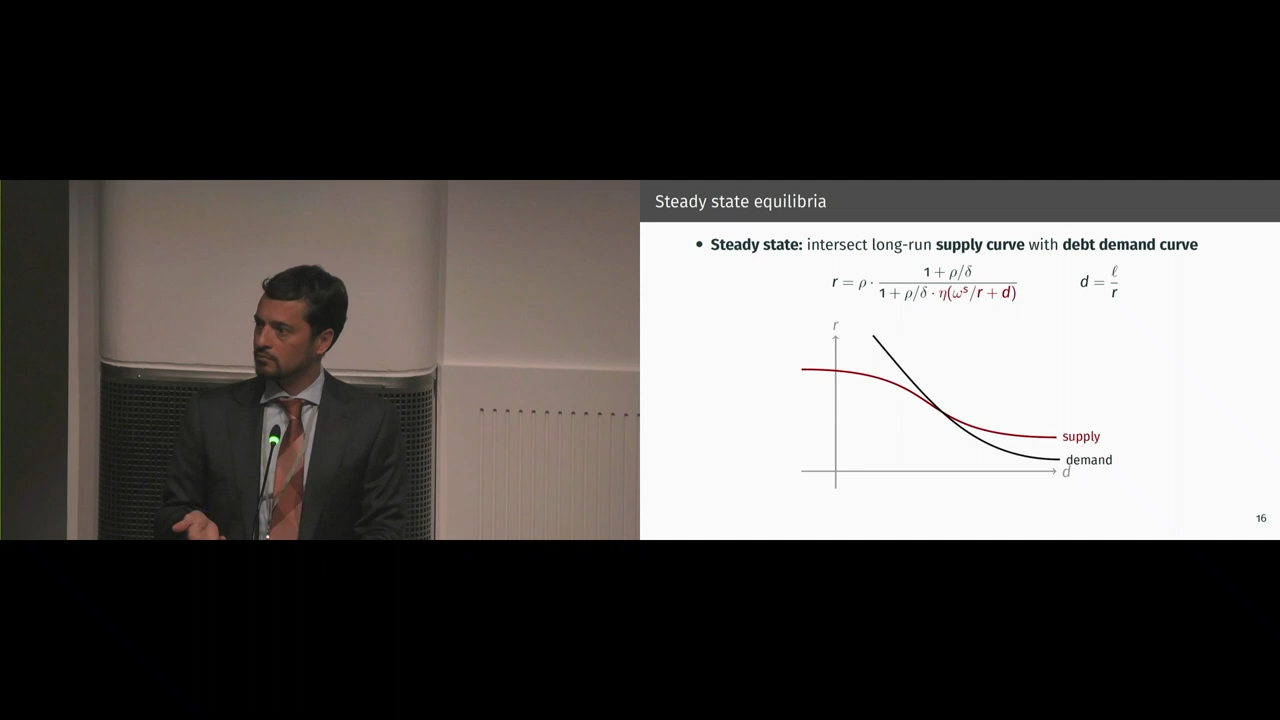 Steady state equilibria
• Steady state: intersect long-run supply curve with debt demand curve
r = ρ · (1 + ρ/δ) / (1 + ρ/δ · η(ωˢ/r + d))    d = ℓ / r
r
supply
demand
d
16